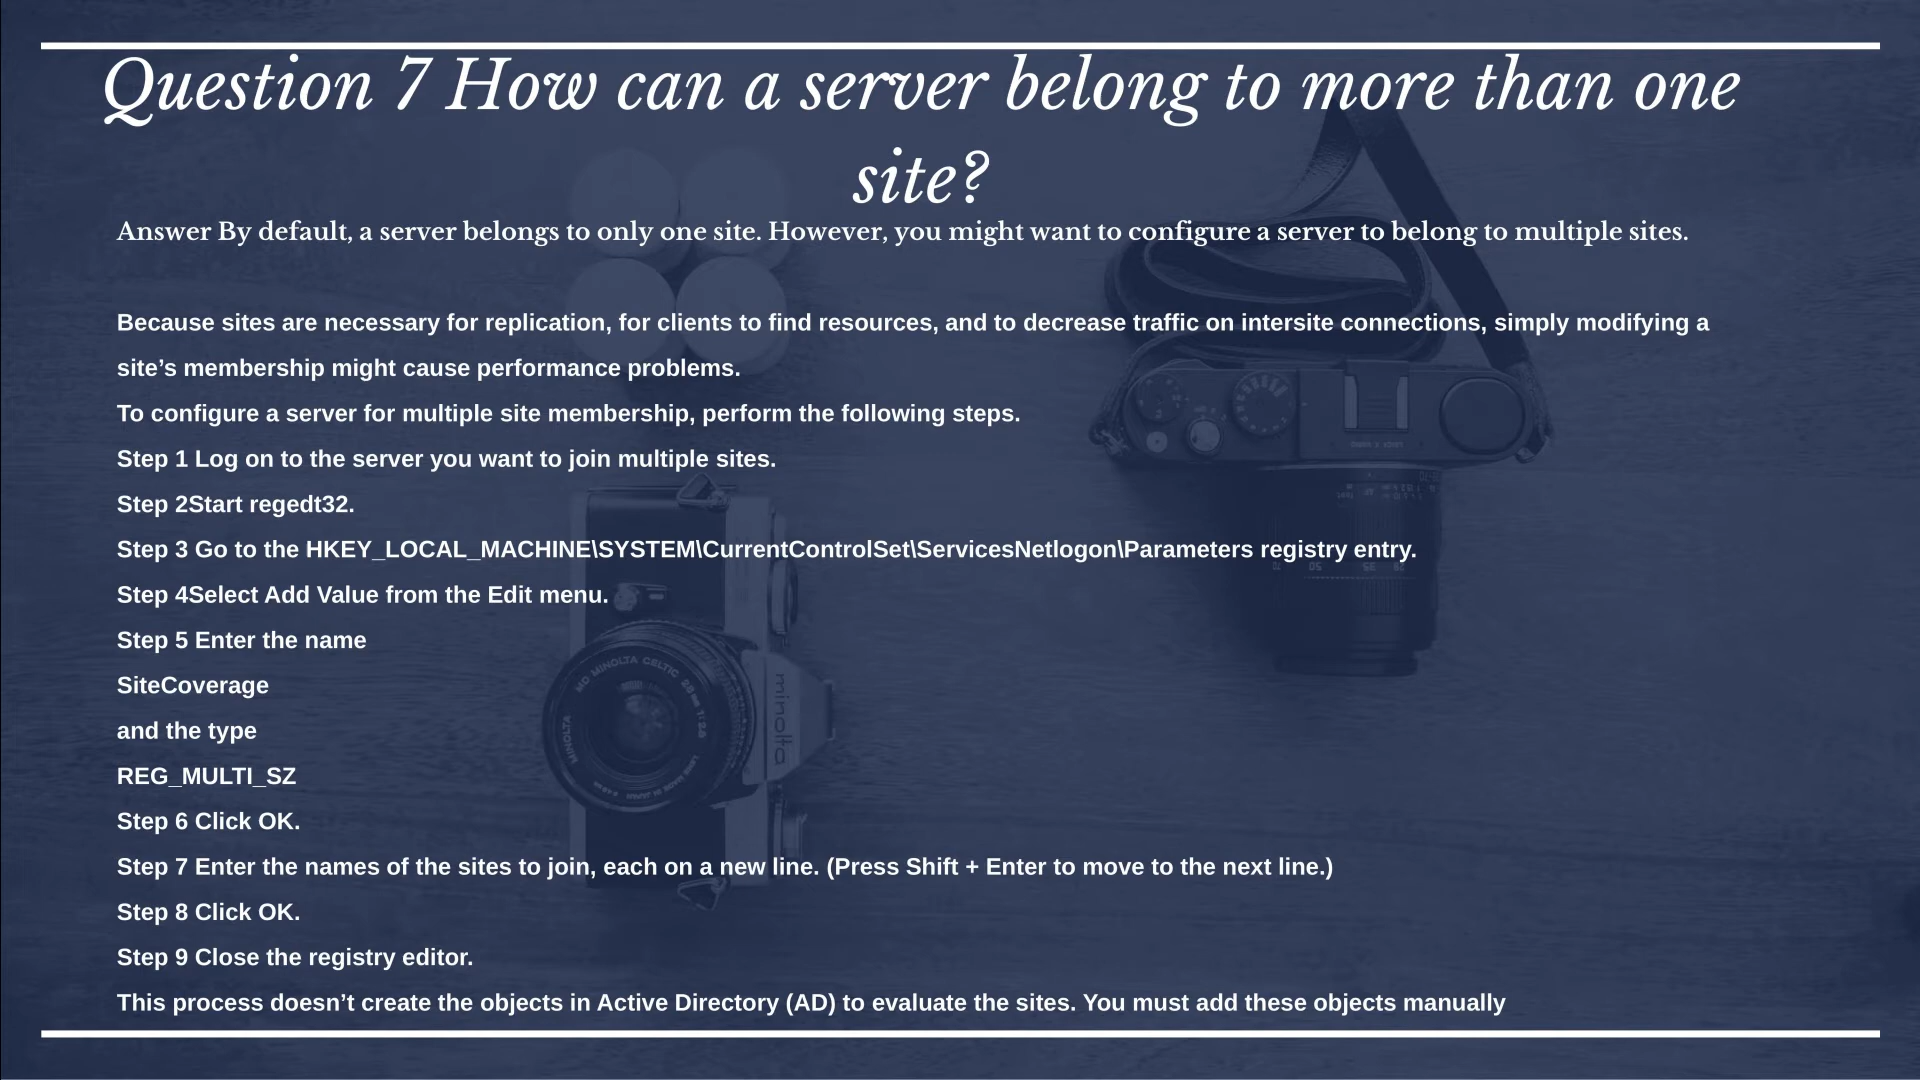 Question 7 How can a server belong to more than one
site?
Answer By default, a server belongs to only one site. However, you might want to configure a server to belong to multiple sites.
Because sites are necessary for replication, for clients to find resources, and to decrease traffic on intersite connections, simply modifying a
site’s membership might cause performance problems.
To configure a server for multiple site membership, perform the following steps.
Step 1 Log on to the server you want to join multiple sites.
Step 2Start regedt32.
Step 3 Go to the HKEY_LOCAL_MACHINE\SYSTEM\CurrentControlSet\ServicesNetlogon\Parameters registry entry.
Step 4Select Add Value from the Edit menu.
Step 5 Enter the name
SiteCoverage
and the type
REG_MULTI_SZ
Step 6 Click OK.
Step 7 Enter the names of the sites to join, each on a new line. (Press Shift + Enter to move to the next line.)
Step 8 Click OK.
Step 9 Close the registry editor.
This process doesn’t create the objects in Active Directory (AD) to evaluate the sites. You must add these objects manually
MD MINOLTA CELTIC 28mm 1:2.8
MINOLTA
minolta